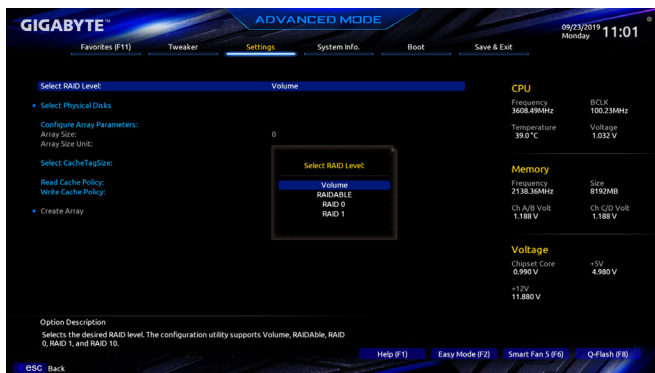 GIGABYTE™
ADVANCED MODE
09/23/2019 Monday 11:01
Favorites (F11) Tweaker Settings System Info. Boot Save & Exit
Select RAID Level: Volume
Select Physical Disks
Configure Array Parameters:
Array Size: 0
Array Size Unit:
Select CacheTagSize:
Read Cache Policy:
Write Cache Policy:
Create Array
Select RAID Level:
Volume
RAIDABLE
RAID 0
RAID 1
CPU
Frequency BCLK
3608.49MHz 100.23MHz
Temperature Voltage
39.0 °C 1.032 V
Memory
Frequency Size
2138.36MHz 8192MB
Ch A/B Volt Ch C/D Volt
1.188 V 1.188 V
Voltage
Chipset Core +5V
0.990 V 4.980 V
+12V
11.880 V
Option Description
Selects the desired RAID level. The configuration utility supports Volume, RAIDAble, RAID
0, RAID 1, and RAID 10.
Help (F1) Easy Mode (F2) Smart Fan 5 (F6) Q-Flash (F8)
esc Back